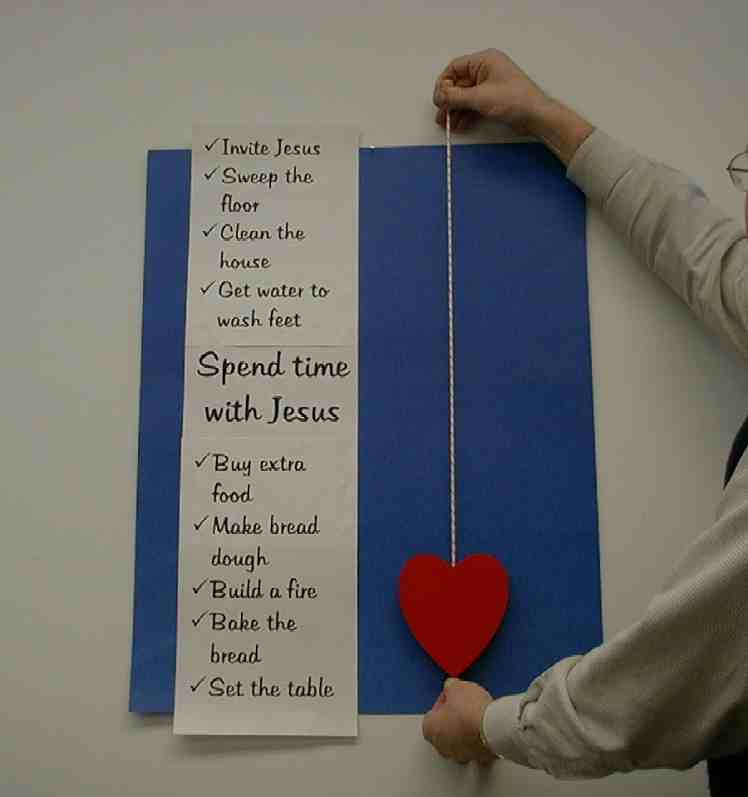 ✓Invite Jesus
✓Sweep the
floor
✓Clean the
house
✓Get water to
wash feet
Spend time
with Jesus
✓Buy extra
food
✓Make bread
dough
✓Build a fire
✓Bake the
bread
✓Set the table